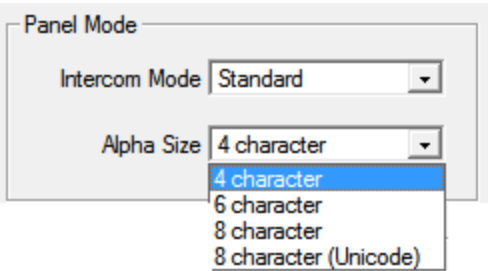 Panel Mode
Intercom Mode Standard
Alpha Size 4 character
4 character
6 character
8 character
8 character (Unicode)